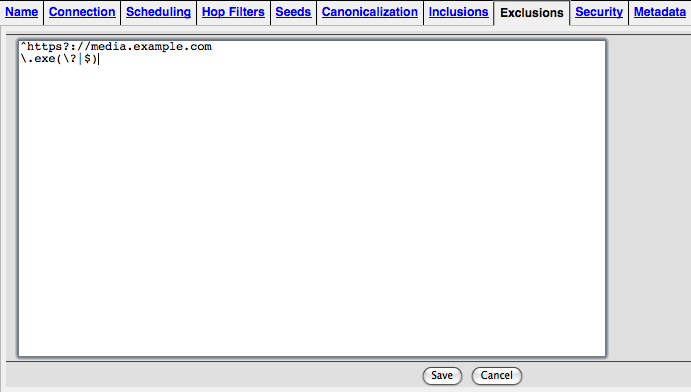 Name Connection Scheduling Hop Filters Seeds Canonicalization Inclusions Exclusions Security Metadata
^https?://media.example.com
\.exe(\?|$)
Save Cancel